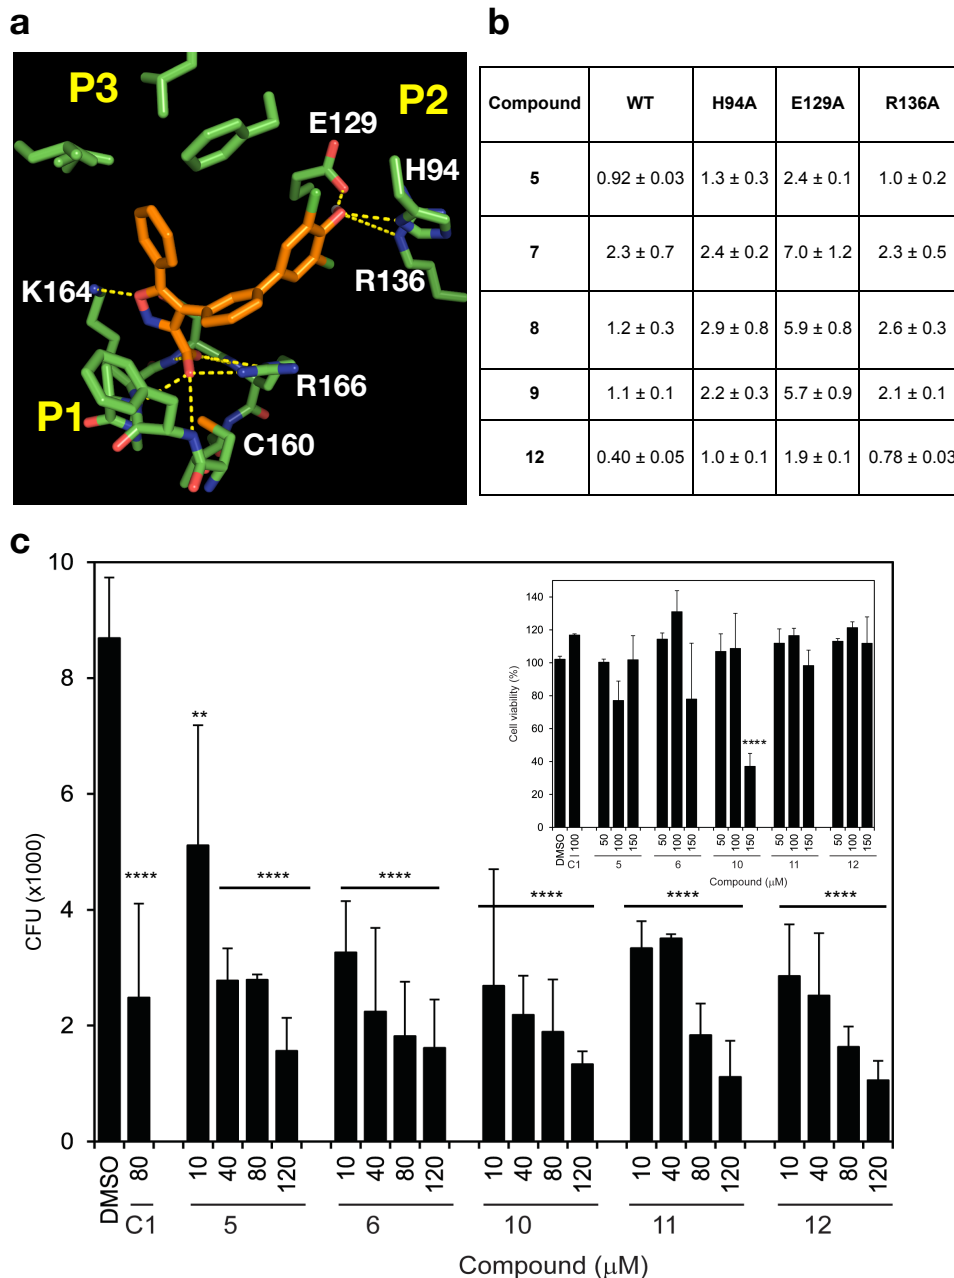 a
P3
P2
E129
H94
R136
K164
R166
P1
C160
b
Compound WT H94A E129A R136A
5 0.92 ± 0.03 1.3 ± 0.3 2.4 ± 0.1 1.0 ± 0.2
7 2.3 ± 0.7 2.4 ± 0.2 7.0 ± 1.2 2.3 ± 0.5
8 1.2 ± 0.3 2.9 ± 0.8 5.9 ± 0.8 2.6 ± 0.3
9 1.1 ± 0.1 2.2 ± 0.3 5.7 ± 0.9 2.1 ± 0.1
12 0.40 ± 0.05 1.0 ± 0.1 1.9 ± 0.1 0.78 ± 0.03
c
10
8
6
4
2
0
CFU (x1000)
** 
**** **** **** **** **** ****
DMSO 80 10 40 80 120 10 40 80 120 10 40 80 120 10 40 80 120 10 40 80 120
C1 5 6 10 11 12
Compound (μM)
140
120
100
80
60
40
20
0
Cell viability (%)
****
DMSO 100 50 100 150 50 100 150 50 100 150 50 100 150 50 100 150
C1 5 6 10 11 12
Compound (μM)